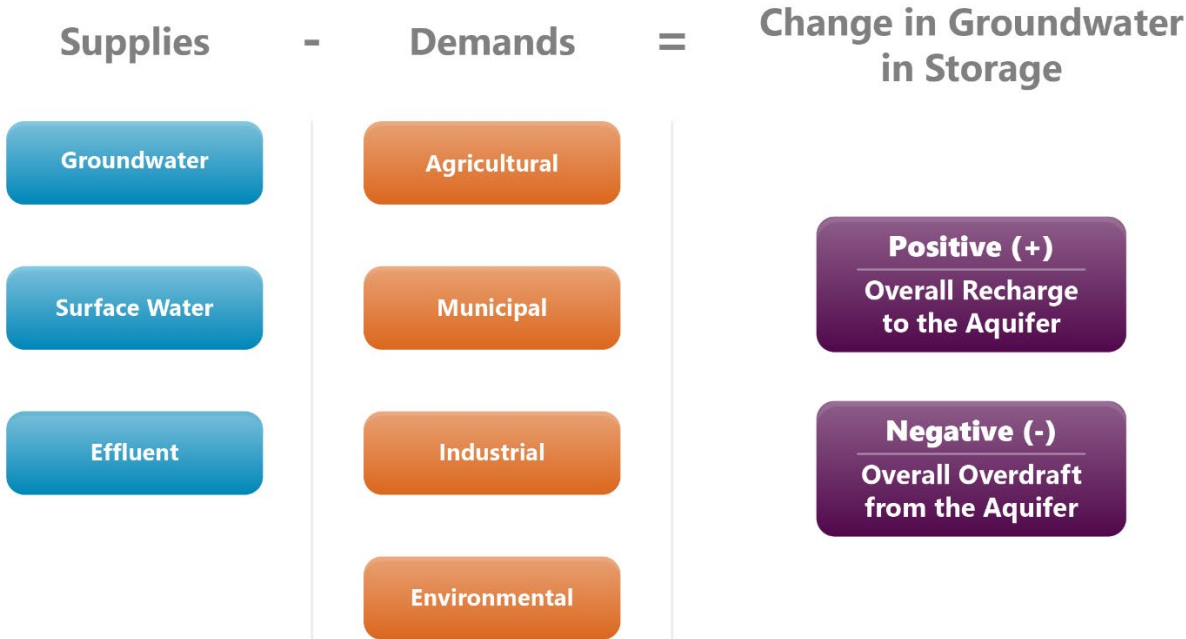 Supplies - Demands = Change in Groundwater
in Storage
Groundwater
Surface Water
Effluent
Agricultural
Municipal
Industrial
Environmental
Positive (+)
Overall Recharge
to the Aquifer
Negative (-)
Overall Overdraft
from the Aquifer